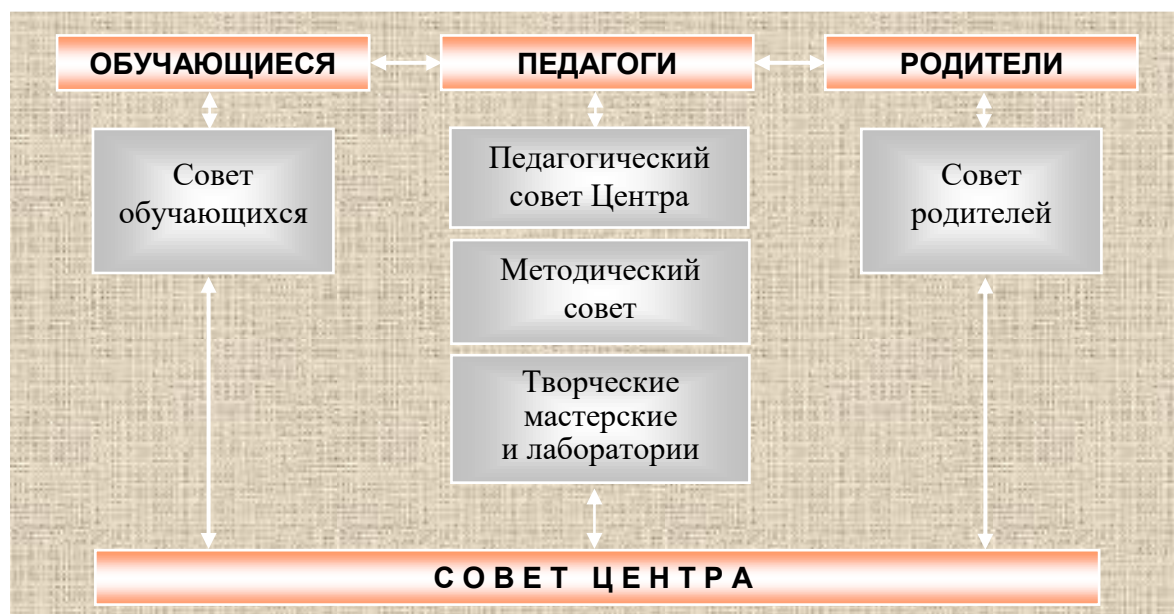 ОБУЧАЮЩИЕСЯ
ПЕДАГОГИ
РОДИТЕЛИ
Совет
обучающихся
Педагогический
совет Центра
Методический
совет
Творческие
мастерские
и лаборатории
Совет
родителей
СОВЕТ ЦЕНТРА